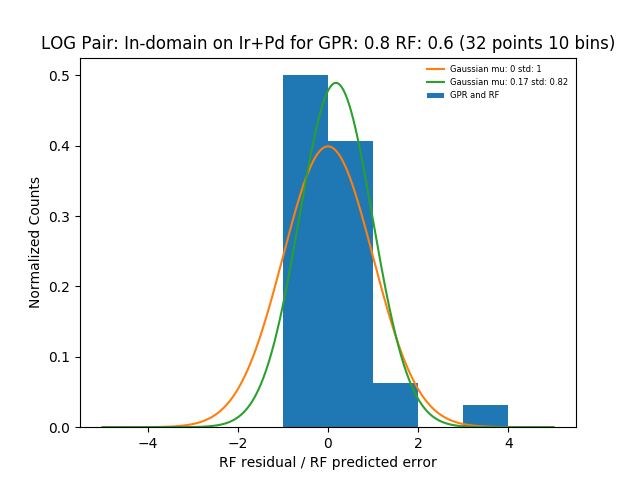 LOG Pair: In-domain on Ir+Pd for GPR: 0.8 RF: 0.6 (32 points 10 bins)
Gaussian mu: 0 std: 1
Gaussian mu: 0.17 std: 0.82
GPR and RF
Normalized Counts
0.5
0.4
0.3
0.2
0.1
0.0
−4 −2 0 2 4
RF residual / RF predicted error